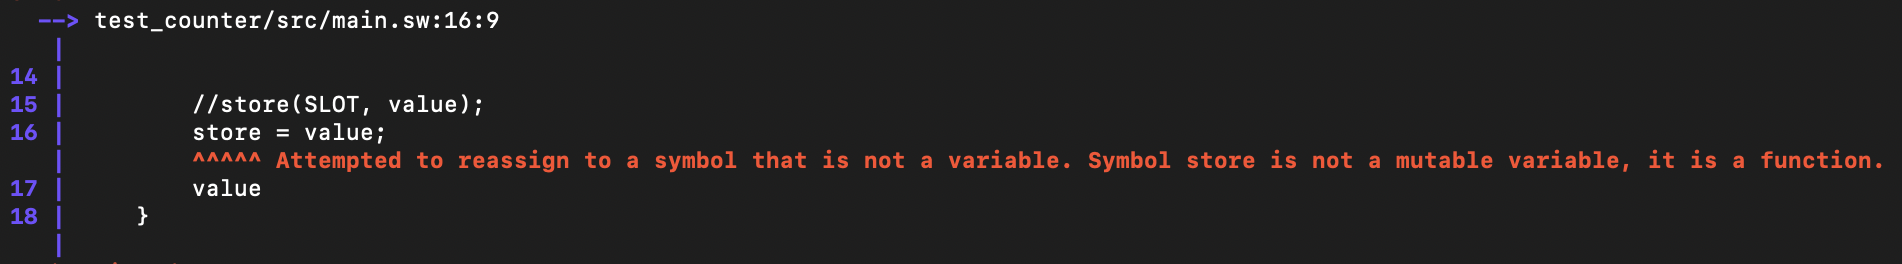 --> test_counter/src/main.sw:16:9
|
14 |
15 |         //store(SLOT, value);
16 |         store = value;
|         ^^^^^ Attempted to reassign to a symbol that is not a variable. Symbol store is not a mutable variable, it is a function.
17 |         value
18 |     }
|